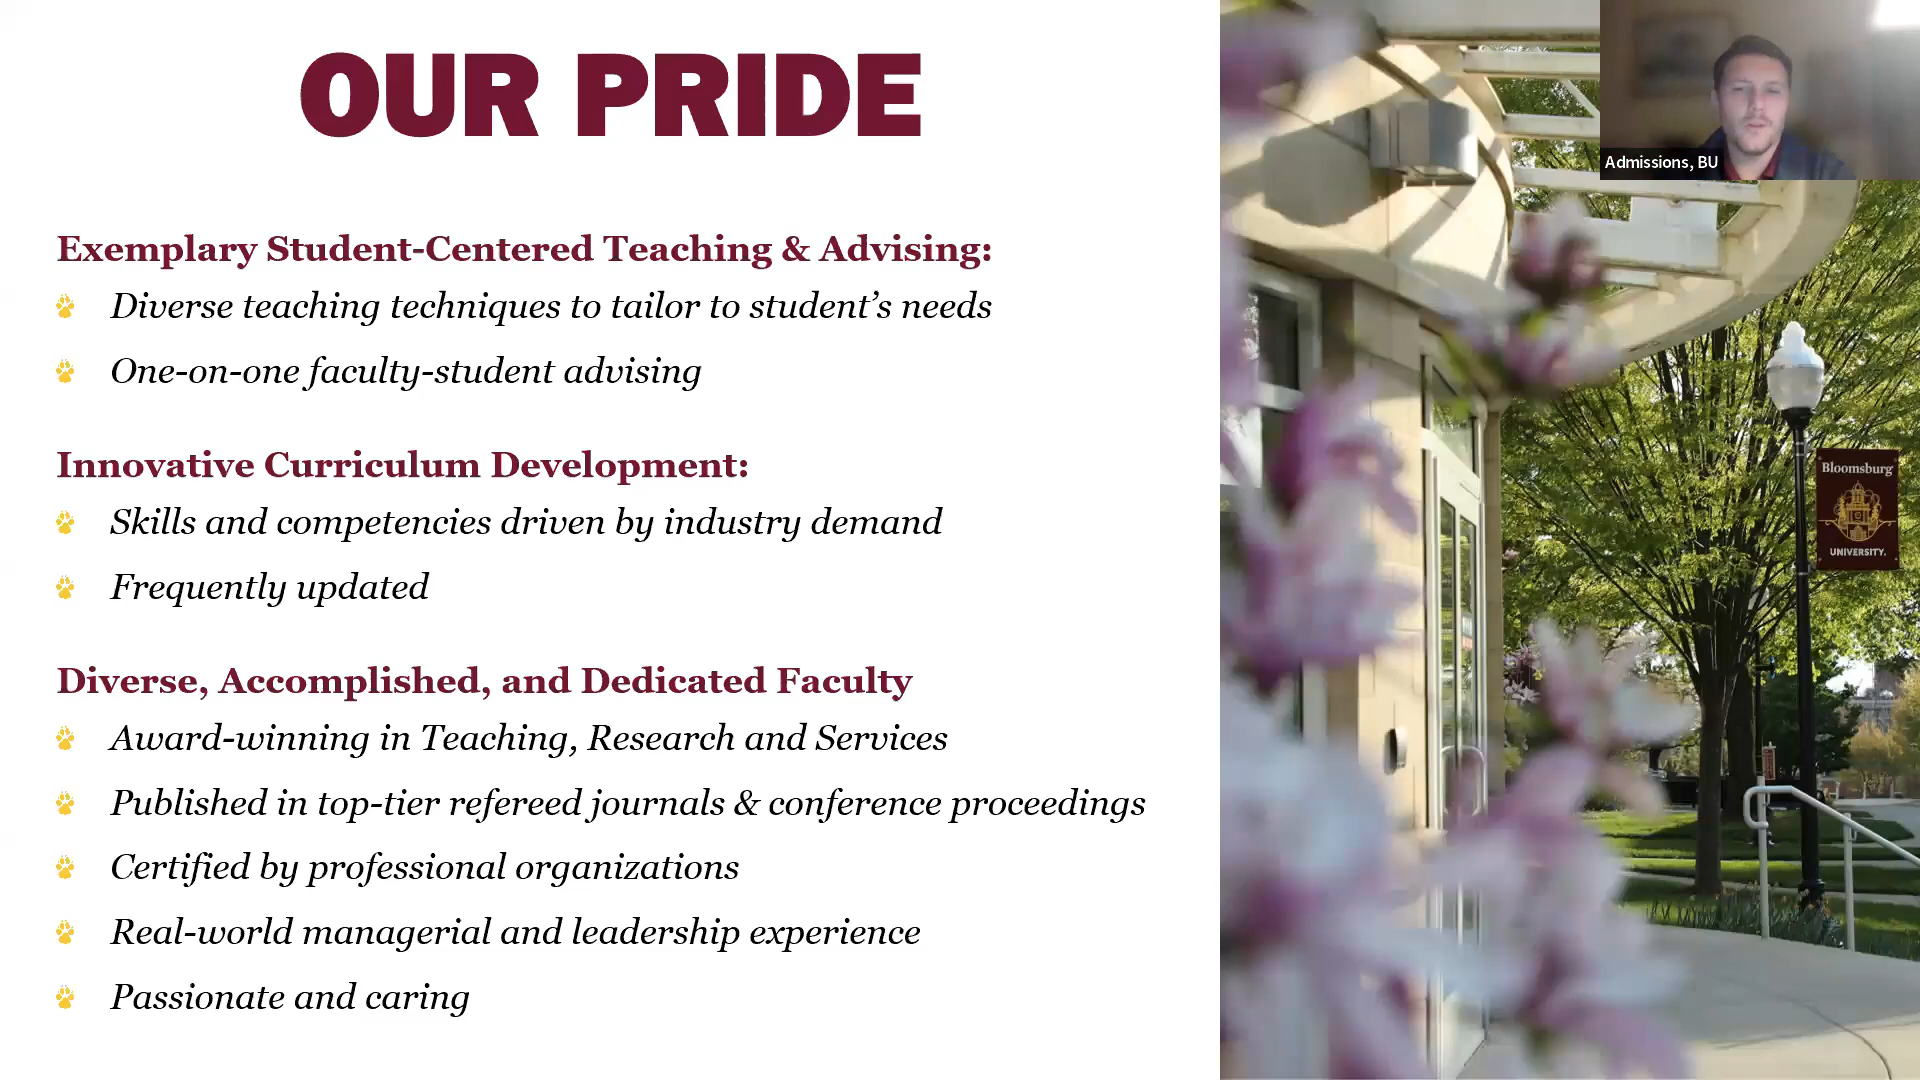 OUR PRIDE
Exemplary Student-Centered Teaching & Advising:
Diverse teaching techniques to tailor to student’s needs
One-on-one faculty-student advising
Innovative Curriculum Development:
Skills and competencies driven by industry demand
Frequently updated
Diverse, Accomplished, and Dedicated Faculty
Award-winning in Teaching, Research and Services
Published in top-tier refereed journals & conference proceedings
Certified by professional organizations
Real-world managerial and leadership experience
Passionate and caring
Admissions, BU
Bloomsburg
UNIVERSITY.